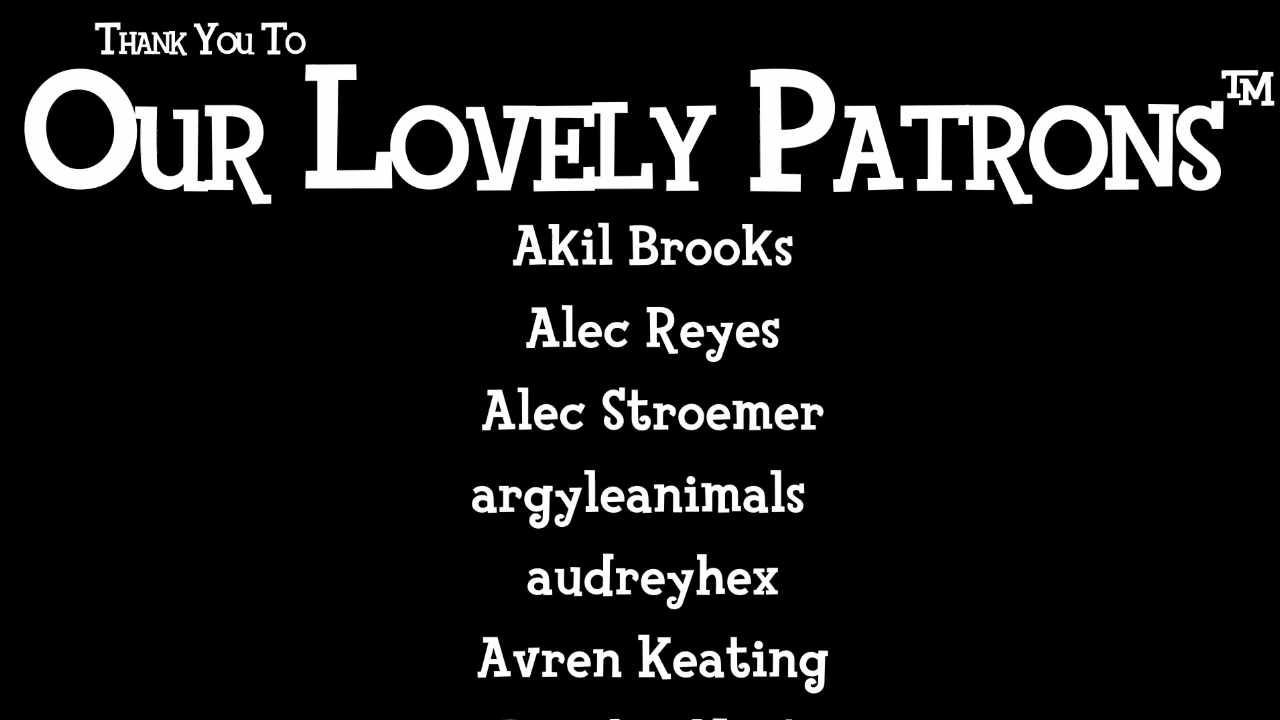 Thank You To
Our Lovely Patrons™
Akil Brooks
Alec Reyes
Alec Stroemer
argyleanimals
audreyhex
Avren Keating